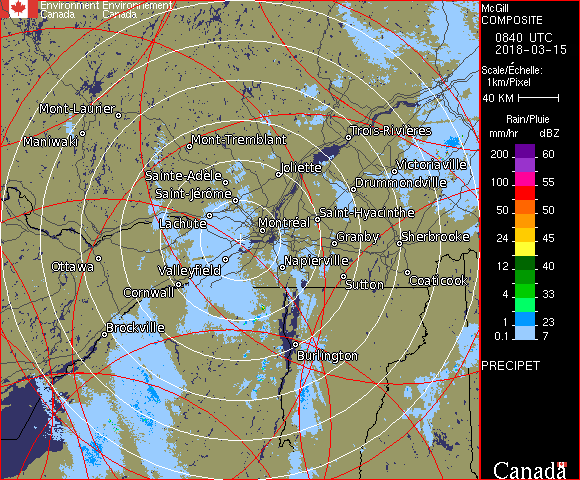 Environment Environnement
Canada Canada
McGill
COMPOSITE
0840 UTC
2018-03-15
Scale/Échelle:
1km/Pixel
40 KM
Rain/Pluie
mm/hr dBZ
200 60
100 55
50 50
24 45
12 40
4 33
1 23
0.1 7
PRECIPET
Canada
Mont-Laurier
Maniwaki
Mont-Tremblant
Trois-Rivières
Victoriaville
Joliette
Sainte-Adèle
Drummondville
Saint-Jérôme
Lachute
Saint-Hyacinthe
Montréal
Granby
Sherbrooke
Ottawa
Napierville
Valleyfield
Coaticook
Sutton
Cornwall
Brockville
Burlington